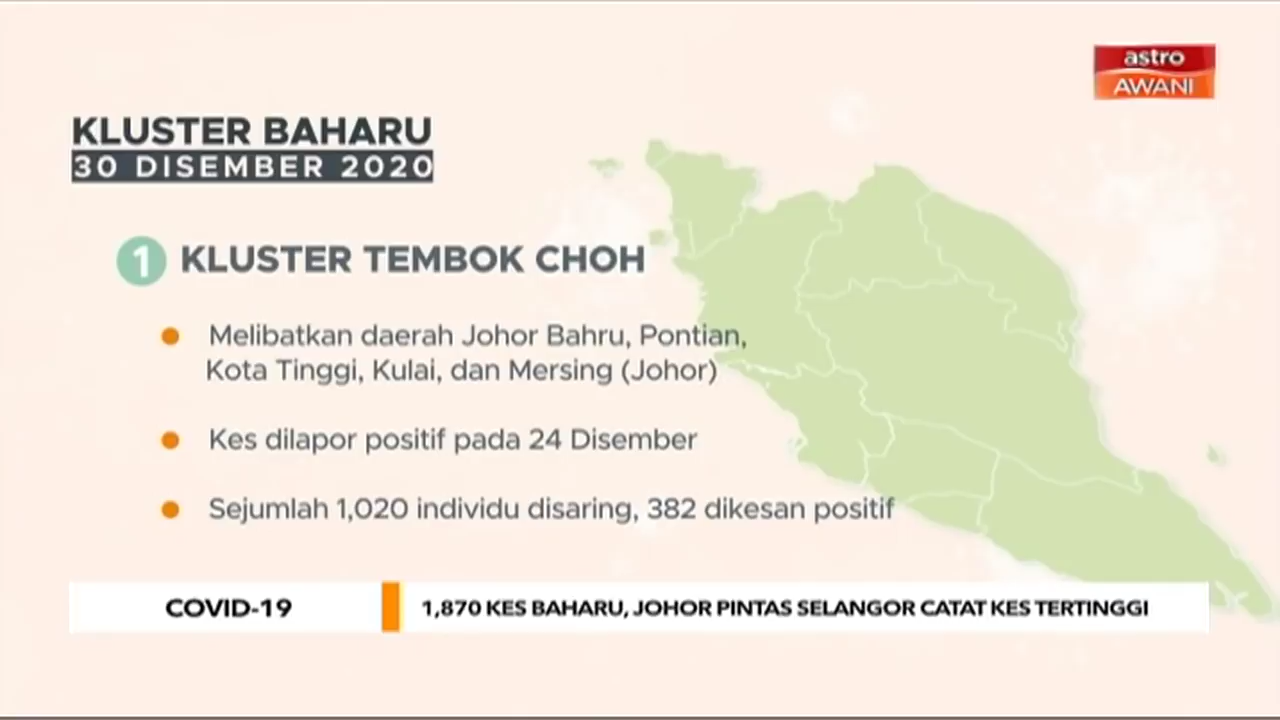 astro
AWANI
KLUSTER BAHARU
30 DISEMBER 2020
1 KLUSTER TEMBOK CHOH
Melibatkan daerah Johor Bahru, Pontian,
Kota Tinggi, Kulai, dan Mersing (Johor)
Kes dilapor positif pada 24 Disember
Sejumlah 1,020 individu disaring, 382 dikesan positif
COVID-19
1,870 KES BAHARU, JOHOR PINTAS SELANGOR CATAT KES TERTINGGI